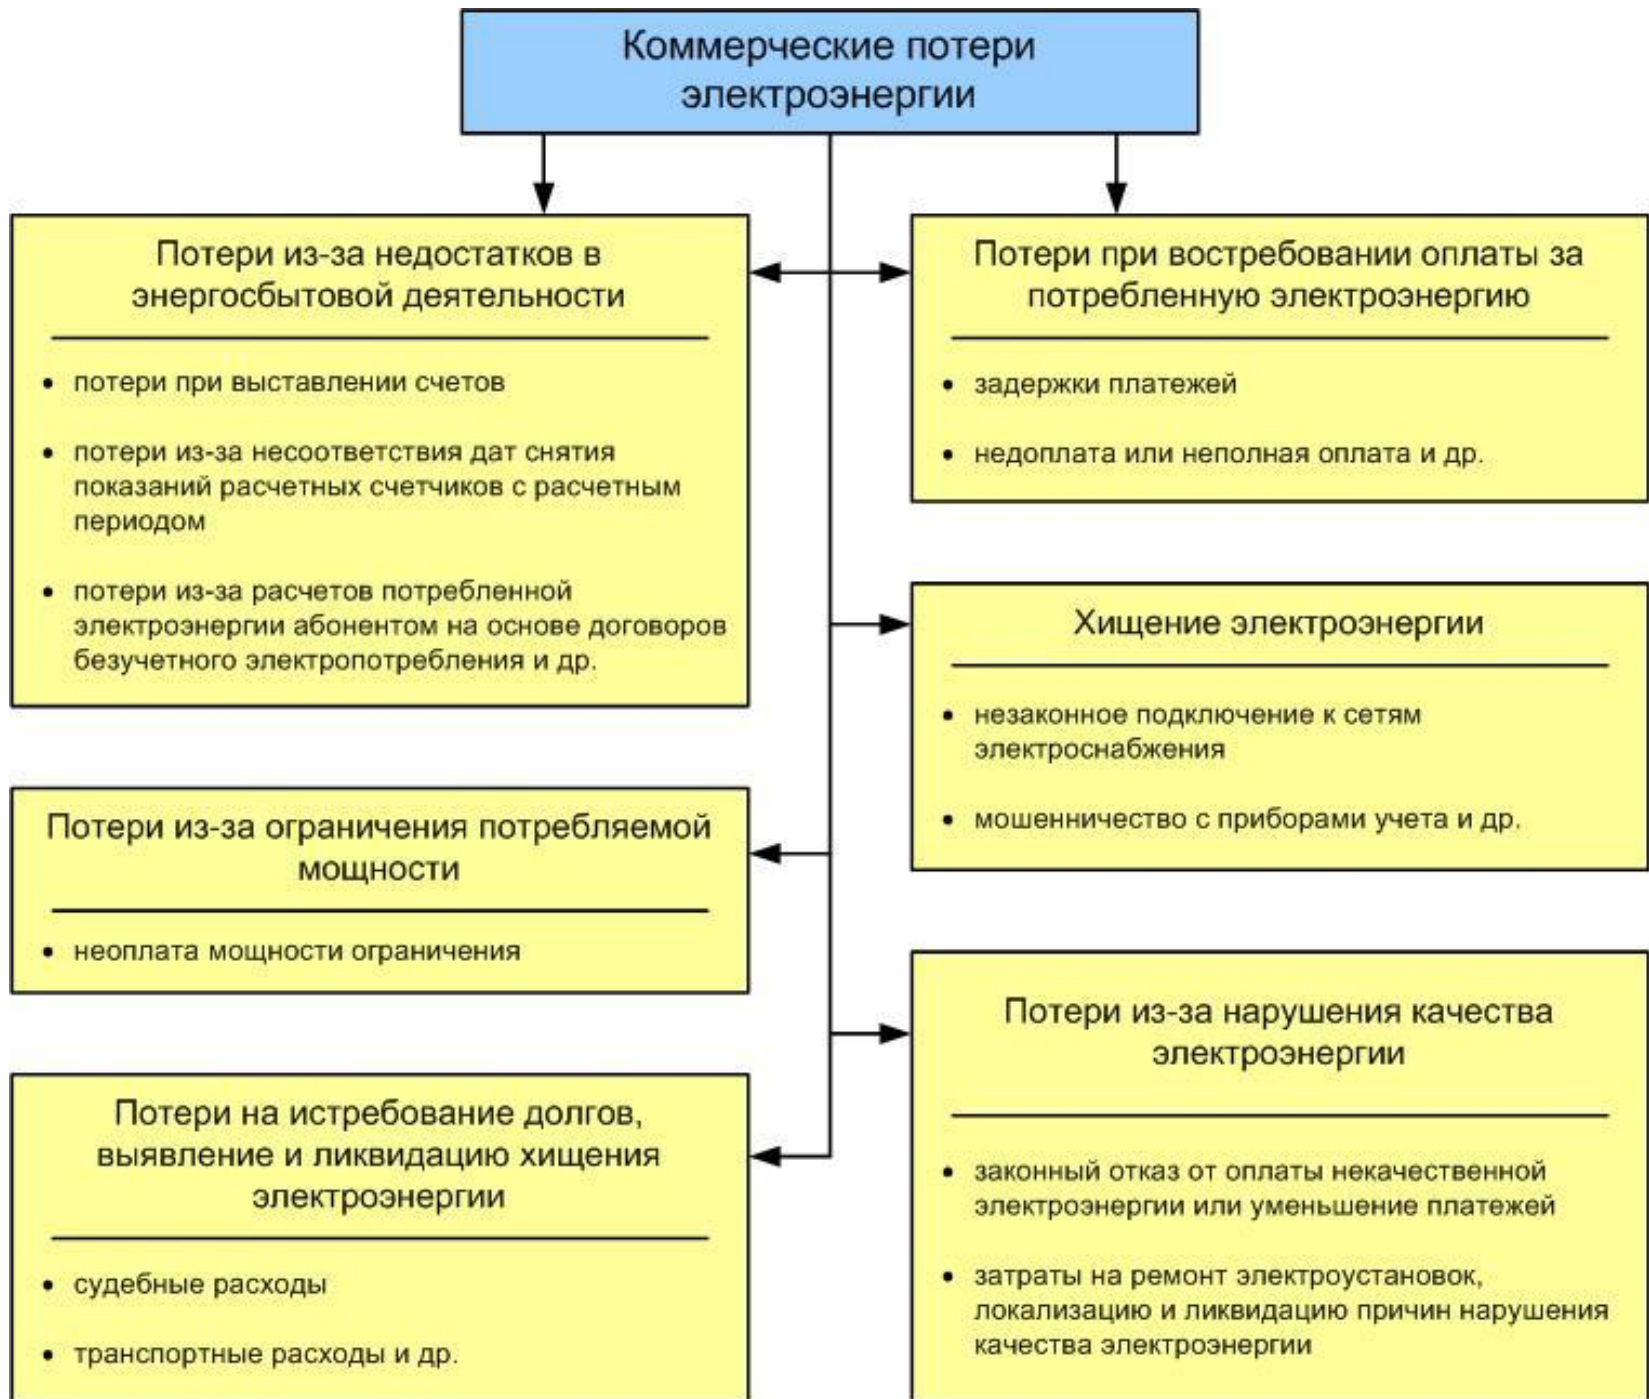 Коммерческие потери
электроэнергии
Потери из-за недостатков в
энергосбытовой деятельности
• потери при выставлении счетов
• потери из-за несоответствия дат снятия
показаний расчетных счетчиков с расчетным
периодом
• потери из-за расчетов потребленной
электроэнергии абонентом на основе договоров
безучетного электропотребления и др.
Потери при востребовании оплаты за
потребленную электроэнергию
• задержки платежей
• недоплата или неполная оплата и др.
Хищение электроэнергии
• незаконное подключение к сетям
электроснабжения
• мошенничество с приборами учета и др.
Потери из-за ограничения потребляемой
мощности
• неоплата мощности ограничения
Потери из-за нарушения качества
электроэнергии
• законный отказ от оплаты некачественной
электроэнергии или уменьшение платежей
• затраты на ремонт электроустановок,
локализацию и ликвидацию причин нарушения
качества электроэнергии
Потери на истребование долгов,
выявление и ликвидацию хищения
электроэнергии
• судебные расходы
• транспортные расходы и др.